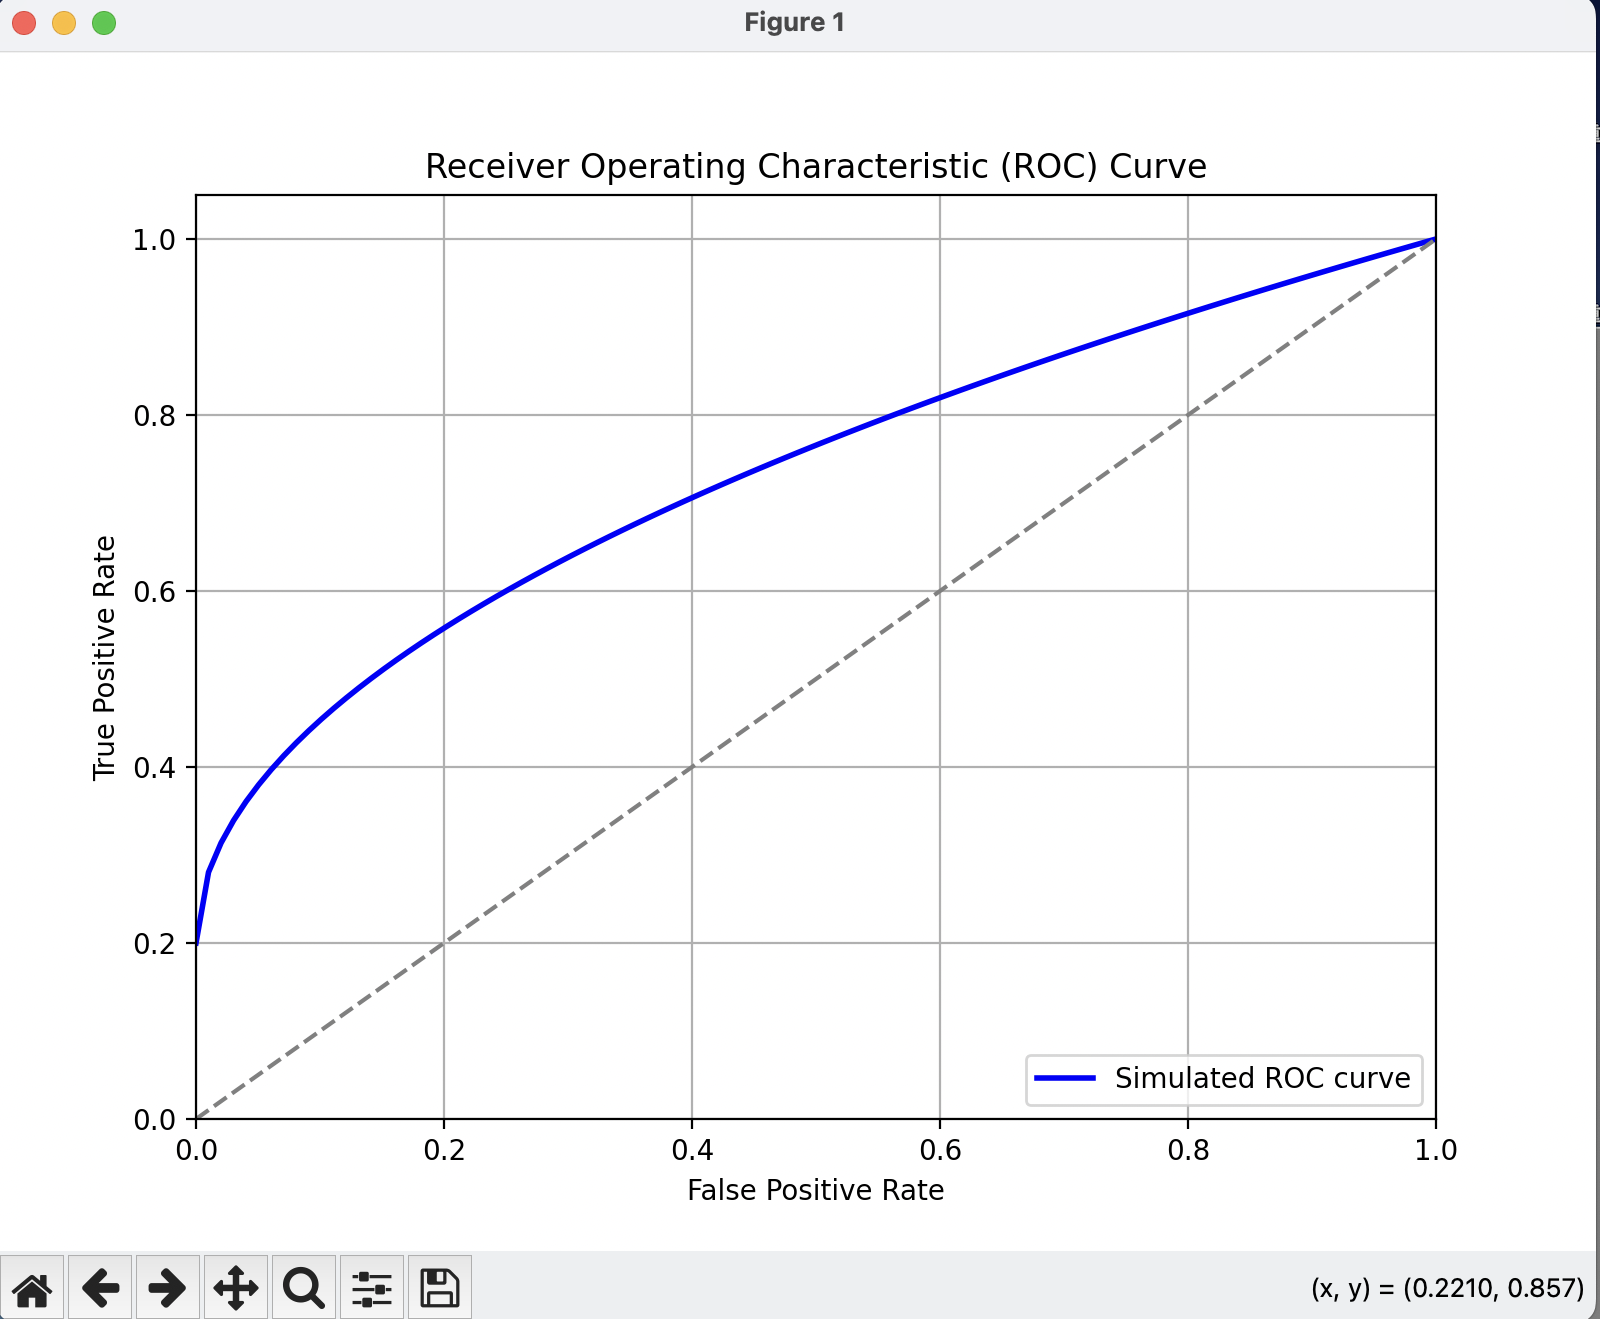 Figure 1
Receiver Operating Characteristic (ROC) Curve
1.0
0.8
0.6
0.4
0.2
0.0
True Positive Rate
Simulated ROC curve
0.0 0.2 0.4 0.6 0.8 1.0
False Positive Rate
(x, y) = (0.2210, 0.857)